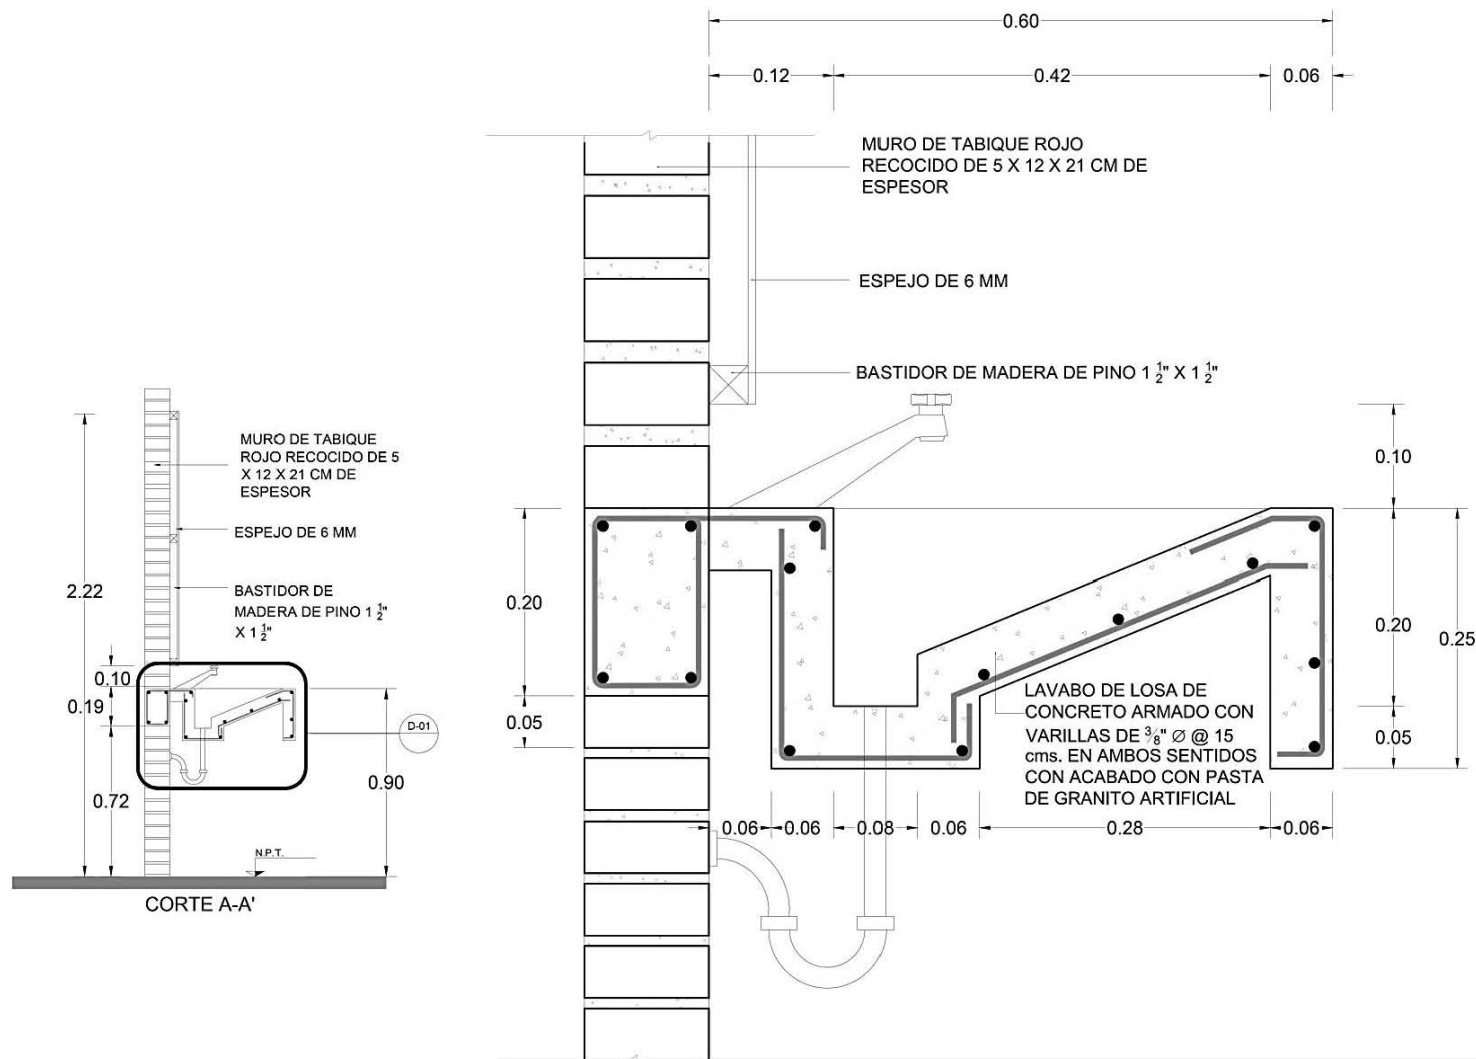 0.60
0.12
0.42
0.06
MURO DE TABIQUE ROJO
RECOCIDO DE 5 X 12 X 21 CM DE
ESPESOR
ESPEJO DE 6 MM
BASTIDOR DE MADERA DE PINO 1 1/2" X 1 1/2"
0.10
0.20
0.25
0.05
0.20
0.05
LAVABO DE LOSA DE
CONCRETO ARMADO CON
VARILLAS DE 3/8" Ø @ 15
cms. EN AMBOS SENTIDOS
CON ACABADO CON PASTA
DE GRANITO ARTIFICIAL
0.06
0.06
0.08
0.06
0.28
0.06
MURO DE TABIQUE
ROJO RECOCIDO DE 5
X 12 X 21 CM DE
ESPESOR
ESPEJO DE 6 MM
BASTIDOR DE
MADERA DE PINO 1 1/2"
X 1 1/2"
2.22
0.10
0.19
0.72
0.90
D-01
N.P.T.
CORTE A-A'